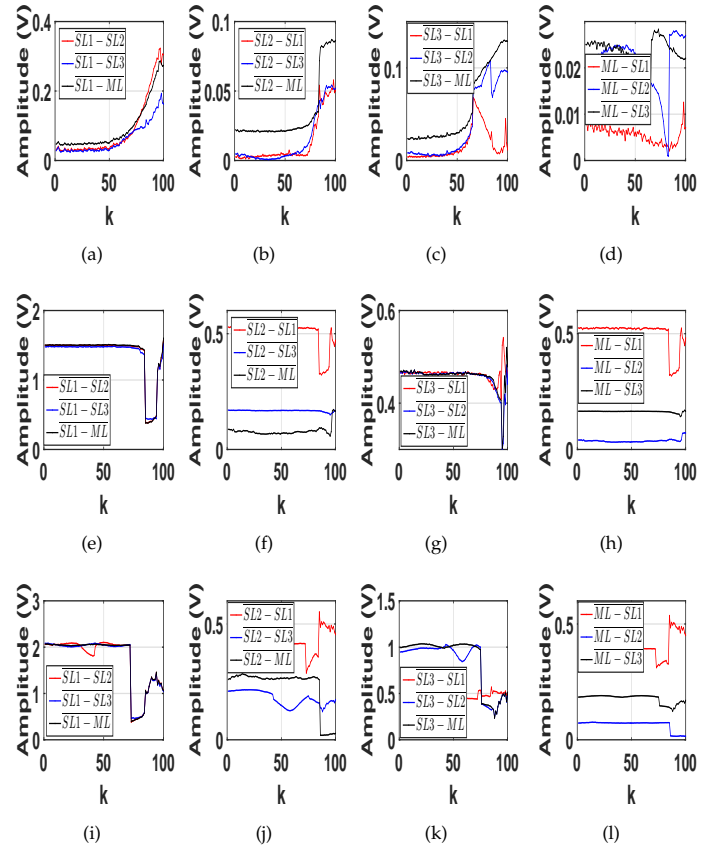 Amplitude (V)
0.4
0.2
0
SL1 − SL2
SL1 − SL3
SL1 − ML
0 50 100
k
(a)
Amplitude (V)
0.1
0.05
0
SL2 − SL1
SL2 − SL3
SL2 − ML
0 50 100
k
(b)
Amplitude (V)
0.1
0
SL3 − SL1
SL3 − SL2
SL3 − ML
0 50 100
k
(c)
Amplitude (V)
0.02
0.01
0
ML − SL1
ML − SL2
ML − SL3
0 50 100
k
(d)
Amplitude (V)
2
1
0
SL1 − SL2
SL1 − SL3
SL1 − ML
0 50 100
k
(e)
Amplitude (V)
0.5
0
SL2 − SL1
SL2 − SL3
SL2 − ML
0 50 100
k
(f)
Amplitude (V)
0.6
0.4
SL3 − SL1
SL3 − SL2
SL3 − ML
0 50 100
k
(g)
Amplitude (V)
0.5
0
ML − SL1
ML − SL2
ML − SL3
0 50 100
k
(h)
Amplitude (V)
3
2
1
0
SL1 − SL2
SL1 − SL3
SL1 − ML
0 50 100
k
(i)
Amplitude (V)
0.5
0
SL2 − SL1
SL2 − SL3
SL2 − ML
0 50 100
k
(j)
Amplitude (V)
1.5
1
0.5
0
SL3 − SL1
SL3 − SL2
SL3 − ML
0 50 100
k
(k)
Amplitude (V)
0.5
0
ML − SL1
ML − SL2
ML − SL3
0 50 100
k
(l)